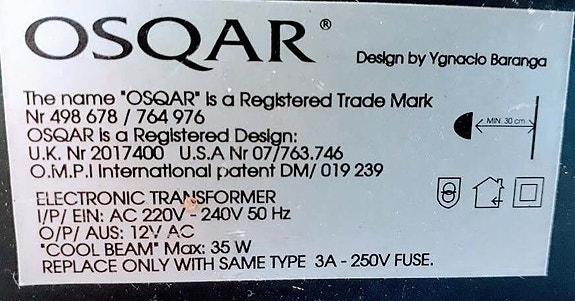 OSQAR ®
Design by Ygnacio Baranga
The name "OSQAR" is a Registered Trade Mark
Nr 498 678 / 764 976
OSQAR is a Registered Design:
U.K. Nr 2017400 U.S.A Nr 07/763.746
O.M.P.I International patent DM/ 019 239
MIN. 30 cm
ELECTRONIC TRANSFORMER
I/P/ EIN: AC 220V - 240V 50 Hz
O/P/ AUS: 12V AC
"COOL BEAM" Max: 35 W
REPLACE ONLY WITH SAME TYPE 3A - 250V FUSE.